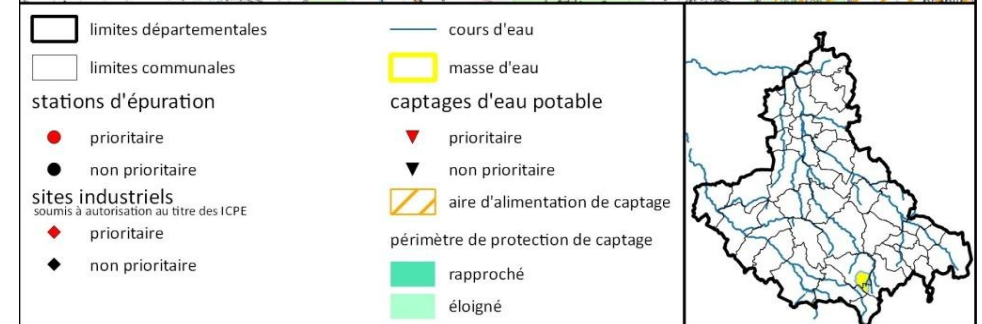 limites départementales
limites communales
stations d'épuration
prioritaire
non prioritaire
sites industriels
soumis à autorisation au titre des ICPE
prioritaire
non prioritaire
cours d'eau
masse d'eau
captages d'eau potable
prioritaire
non prioritaire
aire d'alimentation de captage
périmètre de protection de captage
rapproché
éloigné